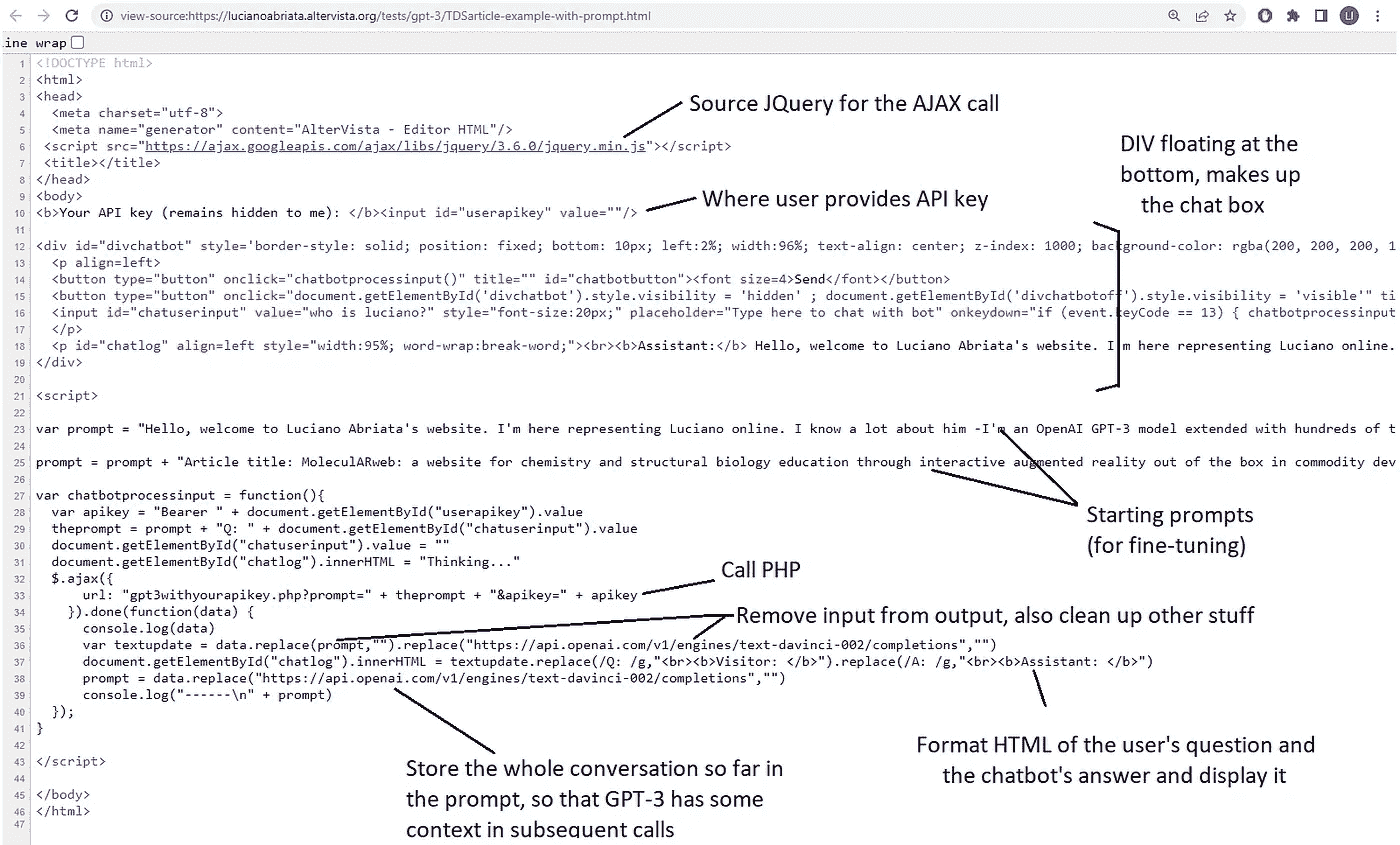 view-source:https://lucianoabriata.altervista.org/tests/gpt-3/TDSarticle-example-with-prompt.html
ine wrap
1 <!DOCTYPE html>
2 <html>
3 <head>
4 <meta charset="utf-8">
5 <meta name="generator" content="AlterVista - Editor HTML"/>
6 <script src="https://ajax.googleapis.com/ajax/libs/jquery/3.6.0/jquery.min.js"></script>
7 <title></title>
8 </head>
9 <body>
10 <b>Your API key (remains hidden to me): </b><input id="userapikey" value=""/>
11
12 <div id="divchatbot" style='border-style: solid; position: fixed; bottom: 10px; left:2%; width:96%; text-align: center; z-index: 1000; background-color: rgba(200, 200, 200, 1
13 <p align=left>
14 <button type="button" onclick="chatbotprocessinput()" title="" id="chatbotbutton"><font size=4>Send</font></button>
15 <button type="button" onclick="document.getElementById('divchatbot').style.visibility = 'hidden' ; document.getElementById('divchatbotoff').style.visibility = 'visible'" ti
16 <input id="chatuserinput" value="who is luciano?" style="font-size:20px;" placeholder="Type here to chat with bot" onkeydown="if (event.keyCode == 13) { chatbotprocessinput
17 </p>
18 <p id="chatlog" align=left style="width:95%; word-wrap:break-word;"><br><b>Assistant:</b> Hello, welcome to Luciano Abriata's website. I'm here representing Luciano online.
19 </div>
20
21 <script>
22
23 var prompt = "Hello, welcome to Luciano Abriata's website. I'm here representing Luciano online. I know a lot about him -I'm an OpenAI GPT-3 model extended with hundreds of t
24
25 prompt = prompt + "Article title: MoleculARweb: a website for chemistry and structural biology education through interactive augmented reality out of the box in commodity dev
26
27 var chatbotprocessinput = function(){
28 var apikey = "Bearer " + document.getElementById("userapikey").value
29 theprompt = prompt + "Q: " + document.getElementById("chatuserinput").value
30 document.getElementById("chatuserinput").value = ""
31 document.getElementById("chatlog").innerHTML = "Thinking..."
32 $.ajax({
33 url: "gpt3withyourapikey.php?prompt=" + theprompt + "&apikey=" + apikey
34 }).done(function(data) {
35 console.log(data)
36 var textupdate = data.replace(prompt,"").replace("https://api.openai.com/v1/engines/text-davinci-002/completions","")
37 document.getElementById("chatlog").innerHTML = textupdate.replace(/Q: /g,"<br><b>Visitor: </b>").replace(/A: /g,"<br><b>Assistant: </b>")
38 prompt = data.replace("https://api.openai.com/v1/engines/text-davinci-002/completions","")
39 console.log("------\n" + prompt)
40 });
41 }
42
43 </script>
44
45 </body>
46 </html>
47
Source JQuery for the AJAX call
Where user provides API key
DIV floating at the
bottom, makes up
the chat box
Starting prompts
(for fine-tuning)
Call PHP
Remove input from output, also clean up other stuff
Format HTML of the user's question and
the chatbot's answer and display it
Store the whole conversation so far in
the prompt, so that GPT-3 has some
context in subsequent calls